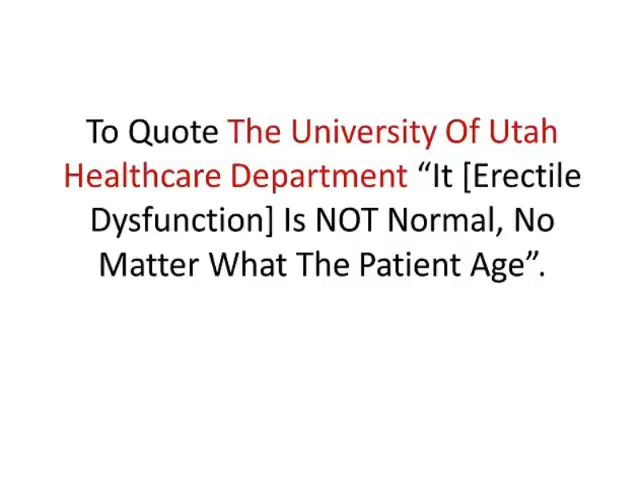 To Quote The University Of Utah
Healthcare Department “It [Erectile
Dysfunction] Is NOT Normal, No
Matter What The Patient Age”.